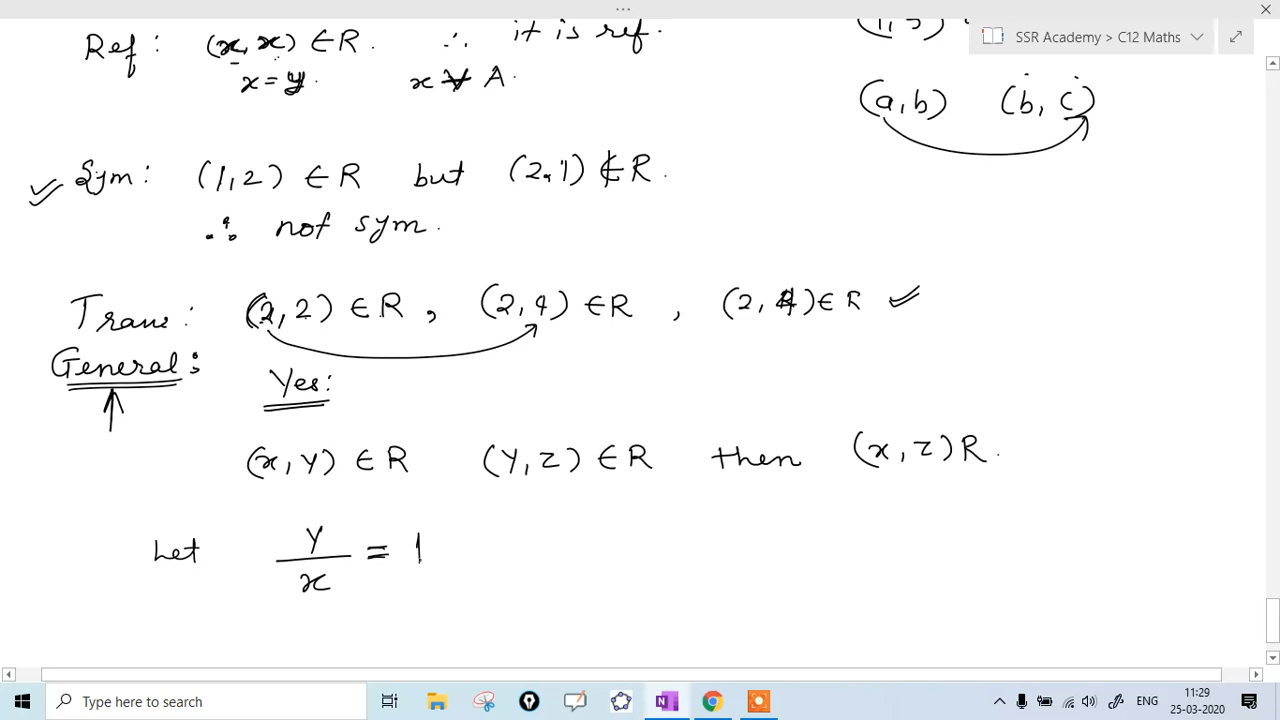 Ref : (x, x) ∈ R. ∴ it is ref.
x = y. x ∀ A.
SSR Academy > C12 Maths
(a, b) (b, c)
Sym : (1, 2) ∈ R but (2, 1) ∉ R.
∴ not sym.
Trans : (2, 2) ∈ R, (2, 4) ∈ R, (2, 4) ∈ R ✓
General :
Yes :
(x, y) ∈ R (y, z) ∈ R then (x, z) R.
Let y/x = 1
Type here to search
11:29
25-03-2020